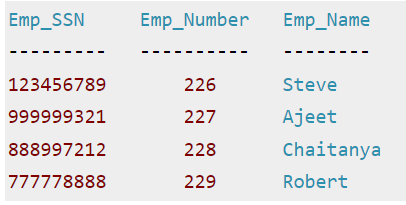 Emp_SSN Emp_Number Emp_Name
--------- ---------- --------
123456789 226 Steve
999999321 227 Ajeet
888997212 228 Chaitanya
777778888 229 Robert